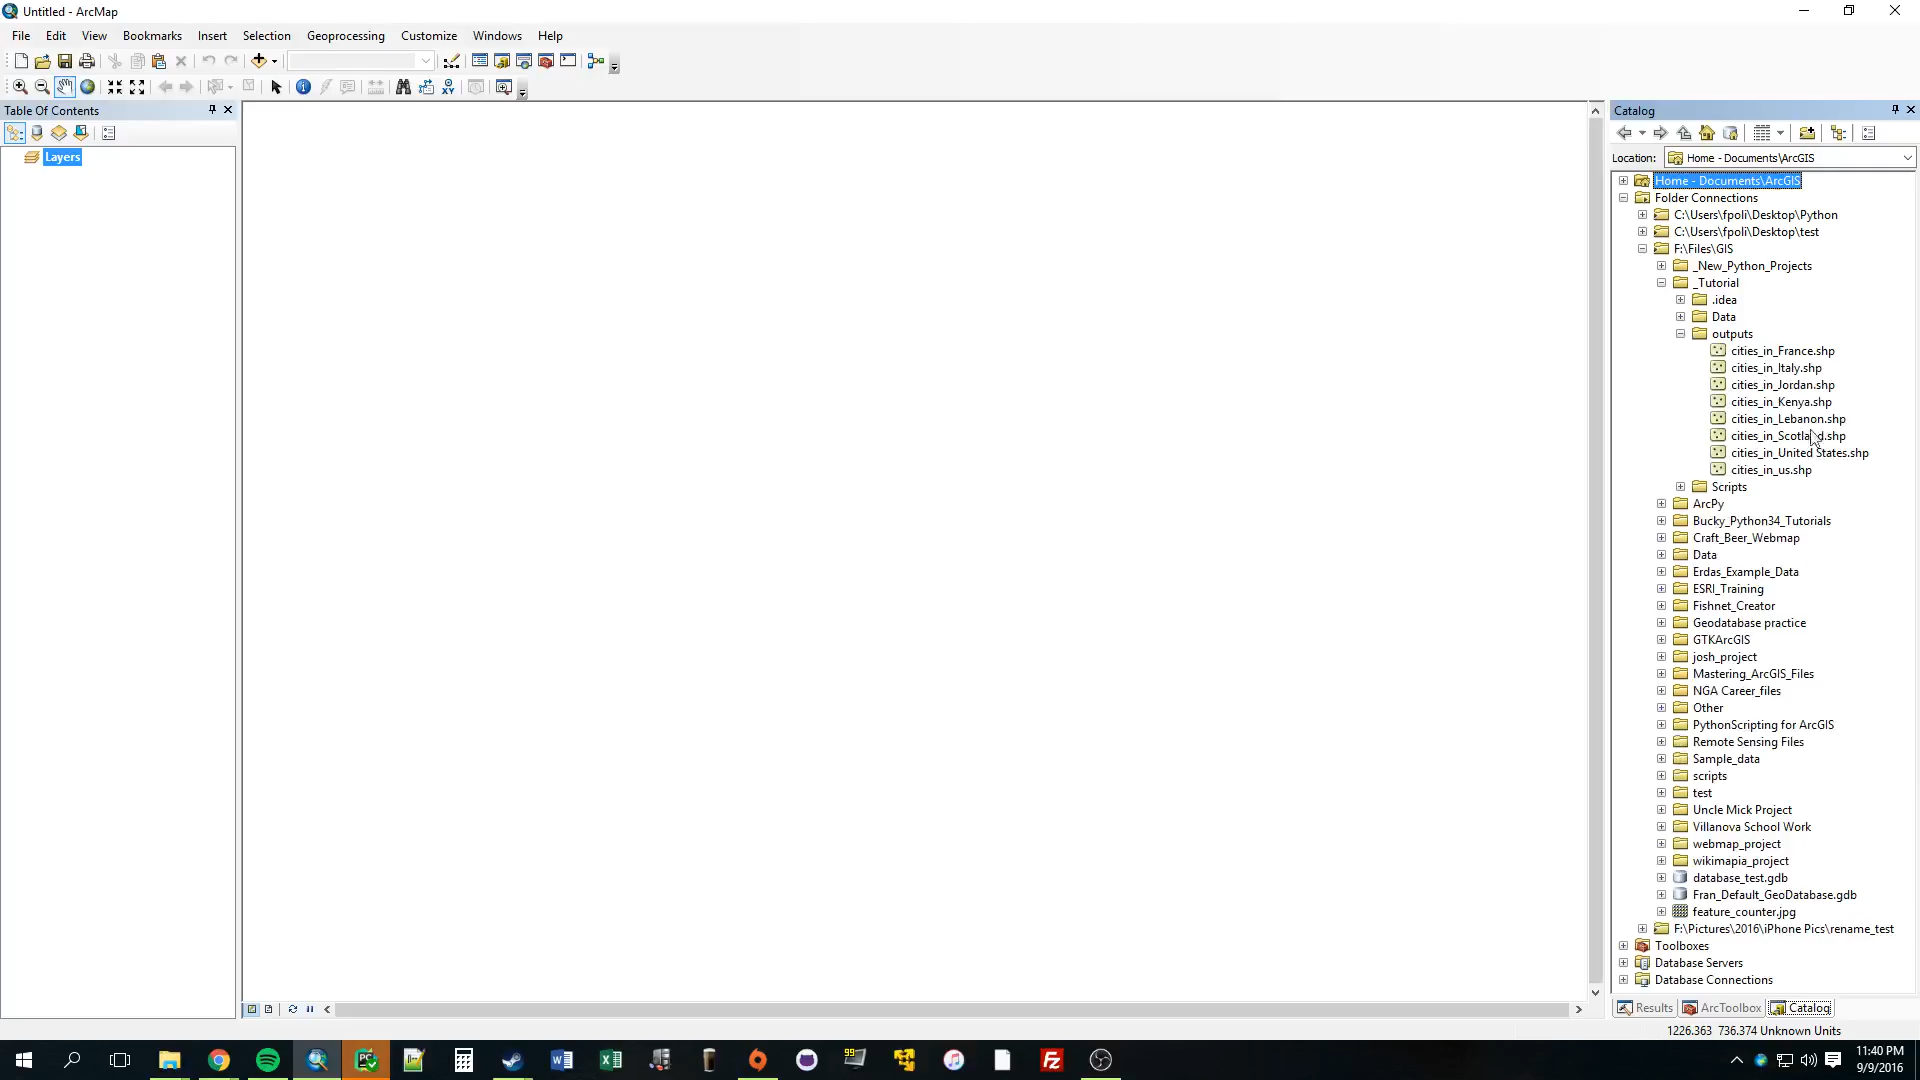 Untitled - ArcMap
File Edit View Bookmarks Insert Selection Geoprocessing Customize Windows Help
Table Of Contents
Layers
Catalog
Location: Home - Documents\ArcGIS
Home - Documents\ArcGIS
Folder Connections
C:\Users\fpoli\Desktop\Python
C:\Users\fpoli\Desktop\test
F:\Files\GIS
_New_Python_Projects
_Tutorial
.idea
Data
outputs
cities_in_France.shp
cities_in_Italy.shp
cities_in_Jordan.shp
cities_in_Kenya.shp
cities_in_Lebanon.shp
cities_in_Scotland.shp
cities_in_United States.shp
cities_in_us.shp
Scripts
ArcPy
Bucky_Python34_Tutorials
Craft_Beer_Webmap
Data
Erdas_Example_Data
ESRI_Training
Fishnet_Creator
Geodatabase practice
GTKArcGIS
josh_project
Mastering_ArcGIS_Files
NGA Career_files
Other
PythonScripting for ArcGIS
Remote Sensing Files
Sample_data
scripts
test
Uncle Mick Project
Villanova School Work
webmap_project
wikimapia_project
database_test.gdb
Fran_Default_GeoDatabase.gdb
feature_counter.jpg
F:\Pictures\2016\iPhone Pics\rename_test
Toolboxes
Database Servers
Database Connections
Results ArcToolbox Catalog
1226.363 736.374 Unknown Units
11:40 PM
9/9/2016